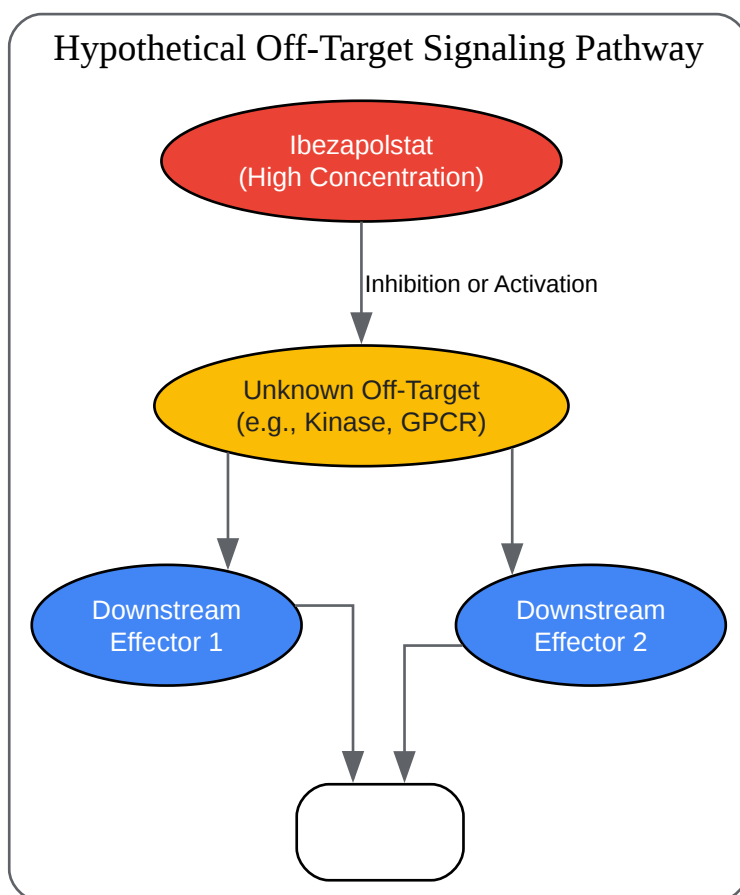 Hypothetical Off-Target Signaling Pathway
Ibezapolstat
(High Concentration)
Inhibition or Activation
Unknown Off-Target
(e.g., Kinase, GPCR)
Downstream
Effector 1
Downstream
Effector 2